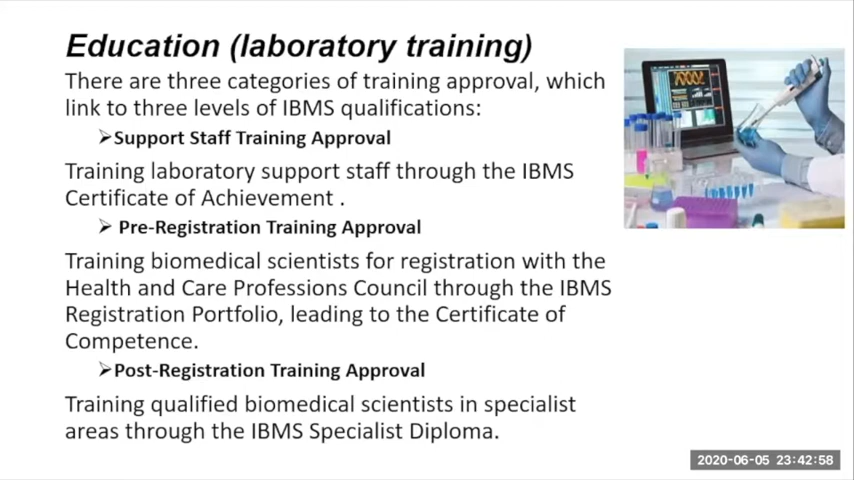 Education (laboratory training)
There are three categories of training approval, which
link to three levels of IBMS qualifications:
➢Support Staff Training Approval
Training laboratory support staff through the IBMS
Certificate of Achievement .
➢ Pre-Registration Training Approval
Training biomedical scientists for registration with the
Health and Care Professions Council through the IBMS
Registration Portfolio, leading to the Certificate of
Competence.
➢Post-Registration Training Approval
Training qualified biomedical scientists in specialist
areas through the IBMS Specialist Diploma.
2020-06-05 23:42:58